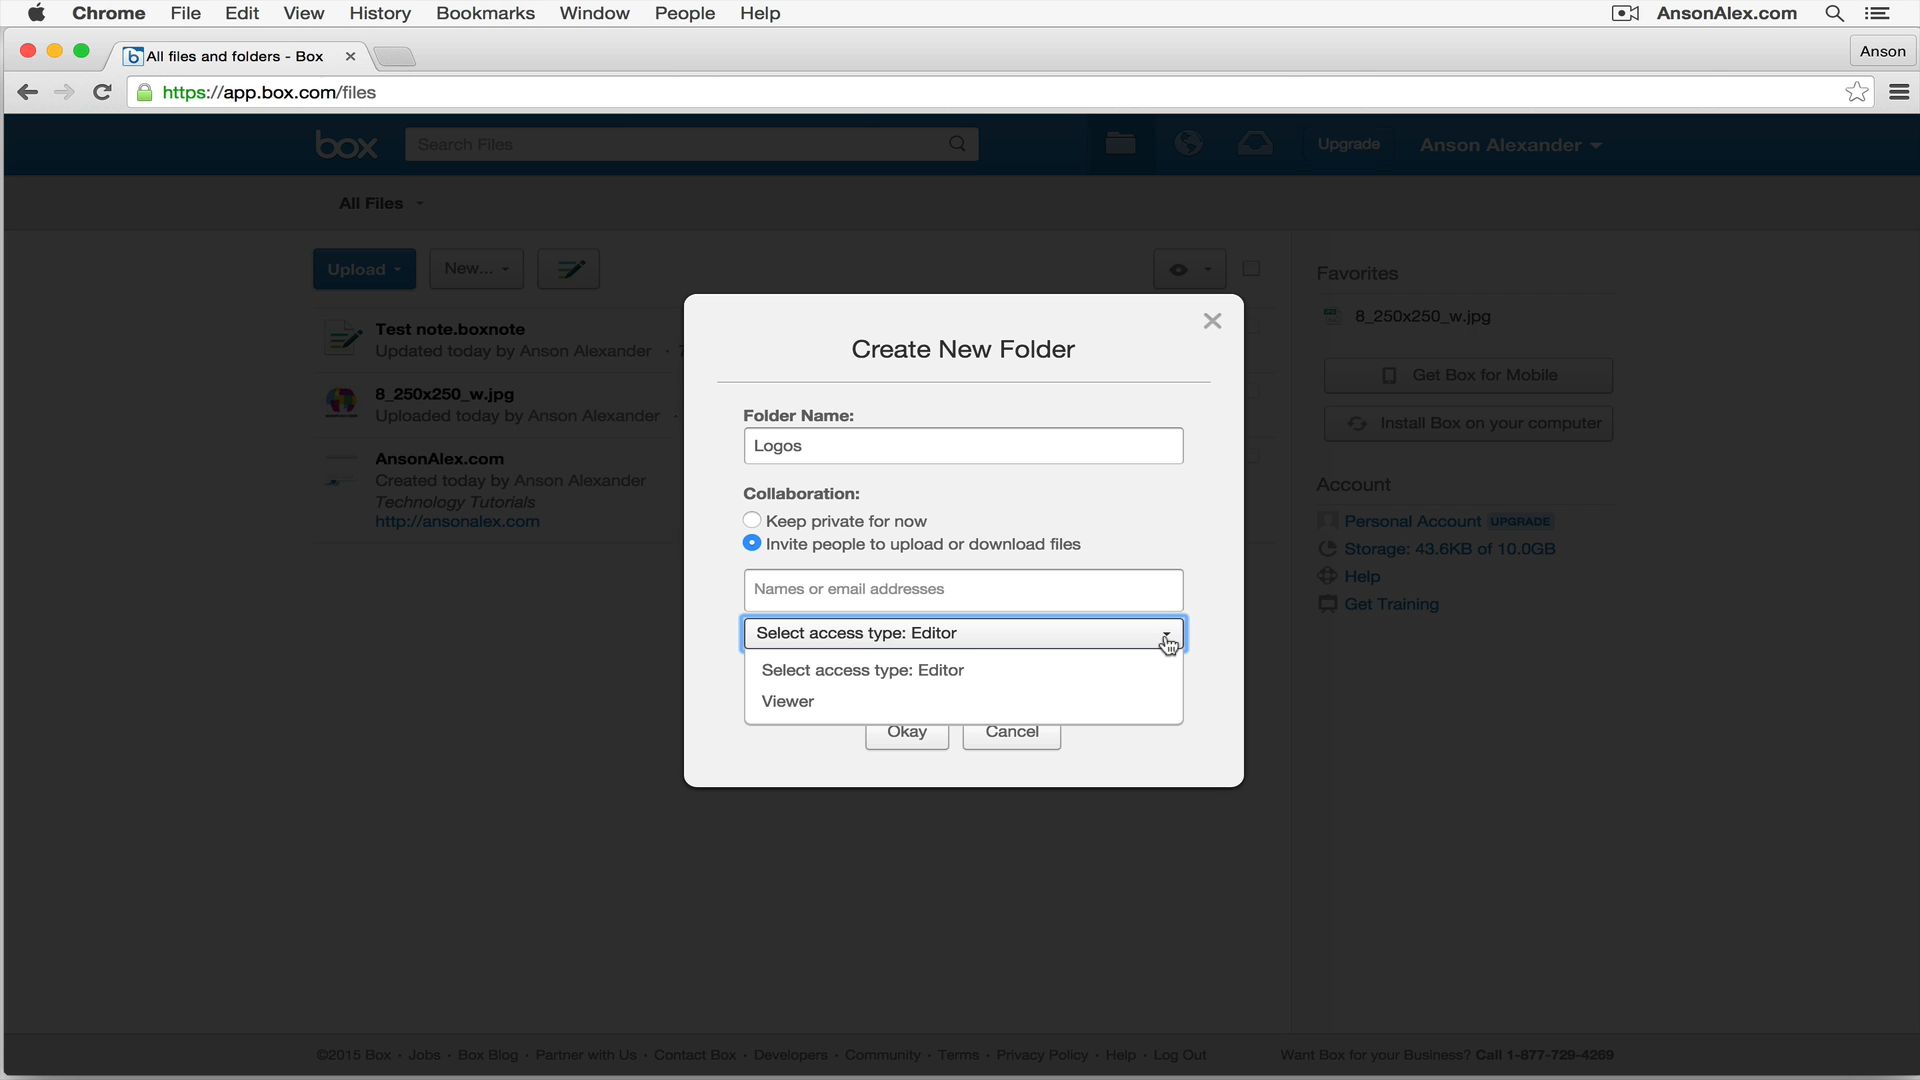 Chrome File Edit View History Bookmarks Window People Help AnsonAlex.com
All files and folders - Box Anson
https://app.box.com/files
box Search Files Upgrade Anson Alexander
All Files
Upload New...
Favorites
8_250x250_w.jpg
Get Box for Mobile
Install Box on your computer
Account
Personal Account UPGRADE
Storage: 43.6KB of 10.0GB
Help
Get Training
Test note.boxnote
Updated today by Anson Alexander ·
8_250x250_w.jpg
Uploaded today by Anson Alexander ·
AnsonAlex.com
Created today by Anson Alexander
Technology Tutorials
http://ansonalex.com
Create New Folder
Folder Name:
Logos
Collaboration:
Keep private for now
Invite people to upload or download files
Names or email addresses
Select access type: Editor
Select access type: Editor
Viewer
Okay Cancel
©2015 Box · Jobs · Box Blog · Partner with Us · Contact Box · Developers · Community · Terms · Privacy Policy · Help · Log Out Want Box for your Business? Call 1-877-729-4269